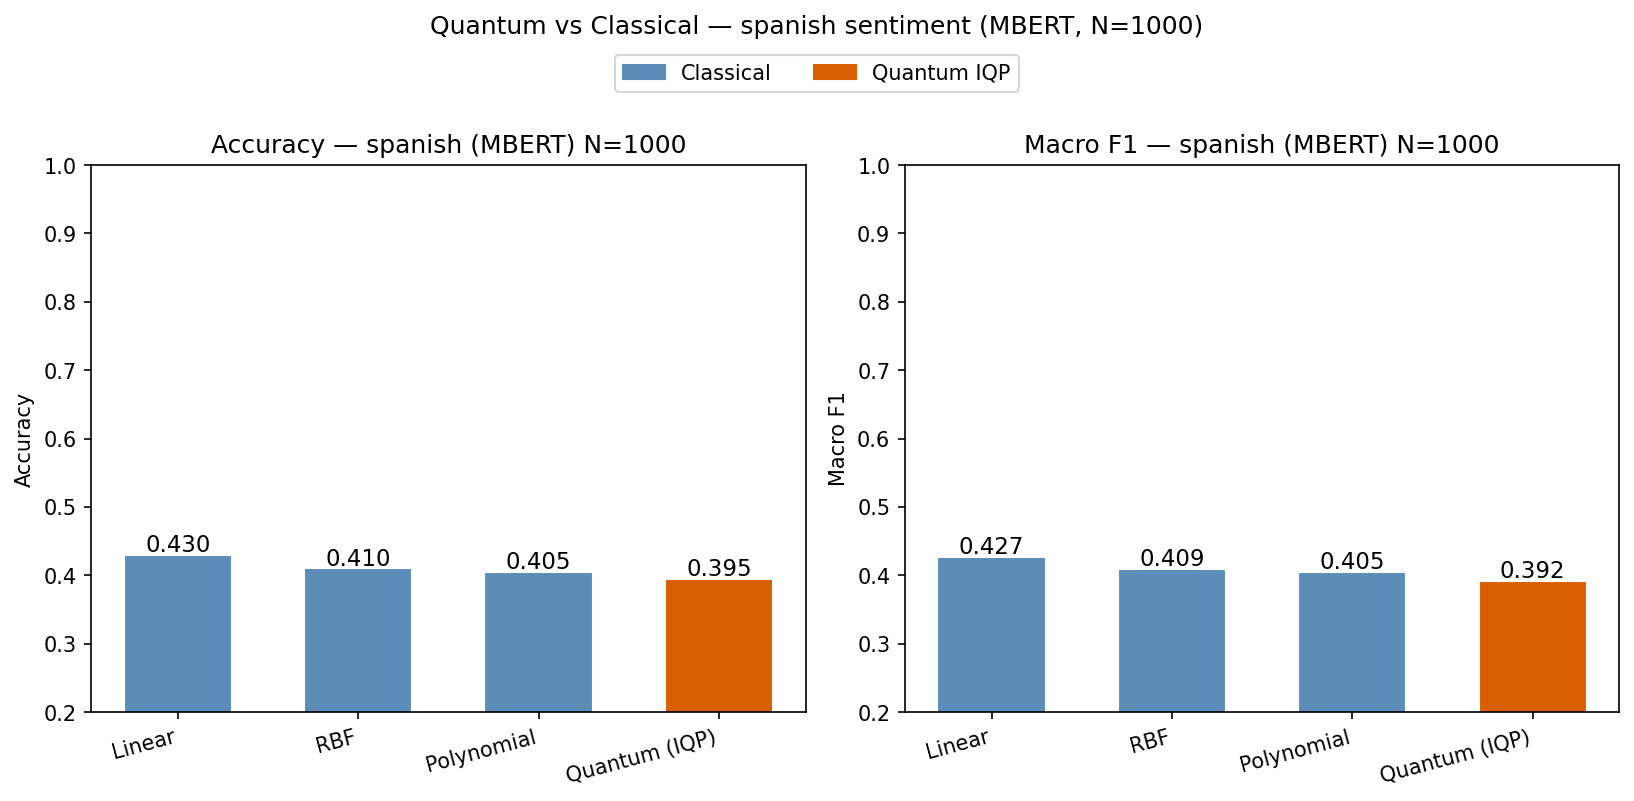 Quantum vs Classical — spanish sentiment (MBERT, N=1000)
Classical
Quantum IQP
Accuracy — spanish (MBERT) N=1000
1.0
0.9
0.8
0.7
0.6
0.5
0.4
0.3
0.2
Accuracy
0.430
0.410
0.405
0.395
Linear
RBF
Polynomial
Quantum (IQP)
Macro F1 — spanish (MBERT) N=1000
1.0
0.9
0.8
0.7
0.6
0.5
0.4
0.3
0.2
Macro F1
0.427
0.409
0.405
0.392
Linear
RBF
Polynomial
Quantum (IQP)